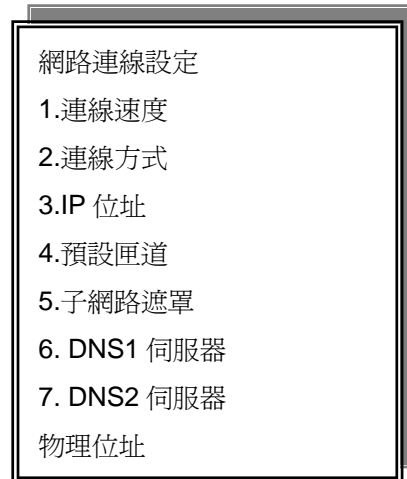 網路連線設定
1.連線速度
2.連線方式
3.IP 位址
4.預設匣道
5.子網路遮罩
6. DNS1 伺服器
7. DNS2 伺服器
物理位址